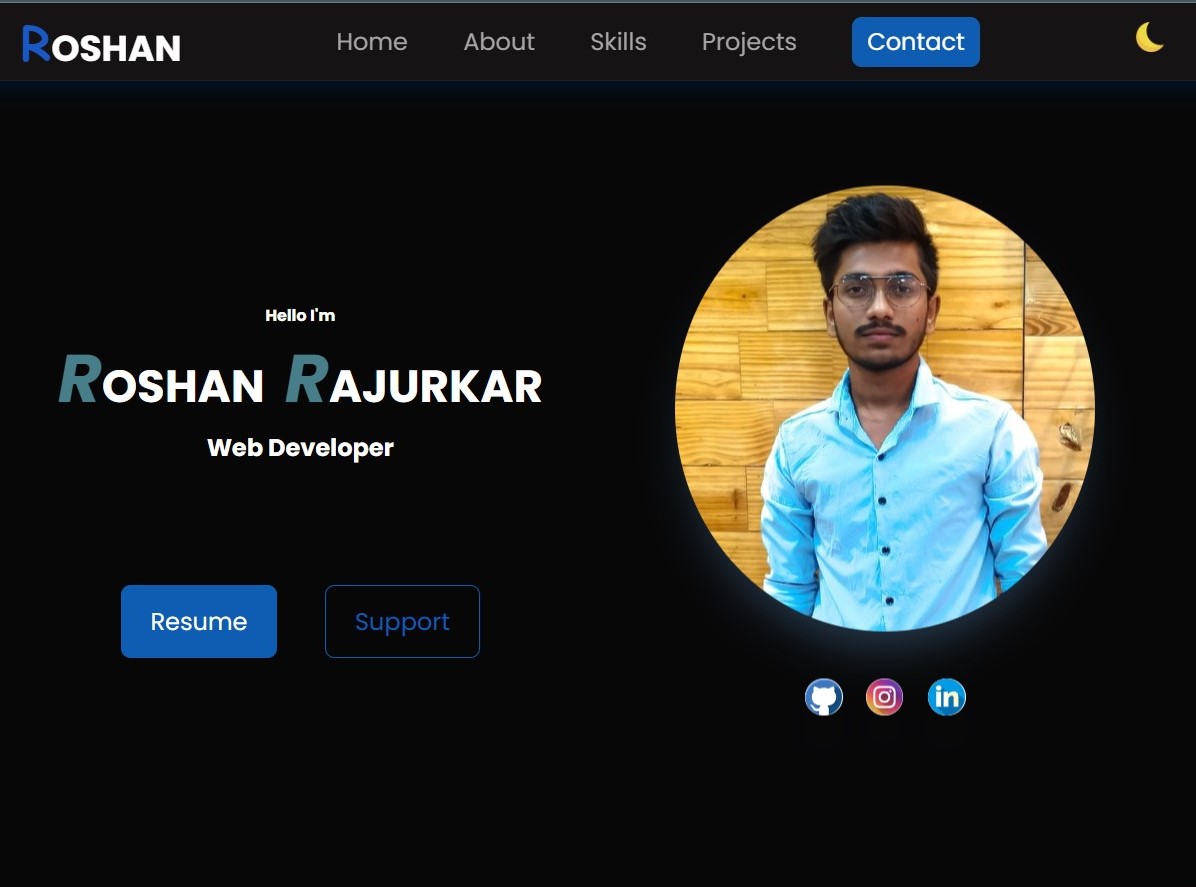 ROSHAN Home About Skills Projects Contact
Hello I'm
ROSHAN RAJURKAR
Web Developer
Resume Support
in